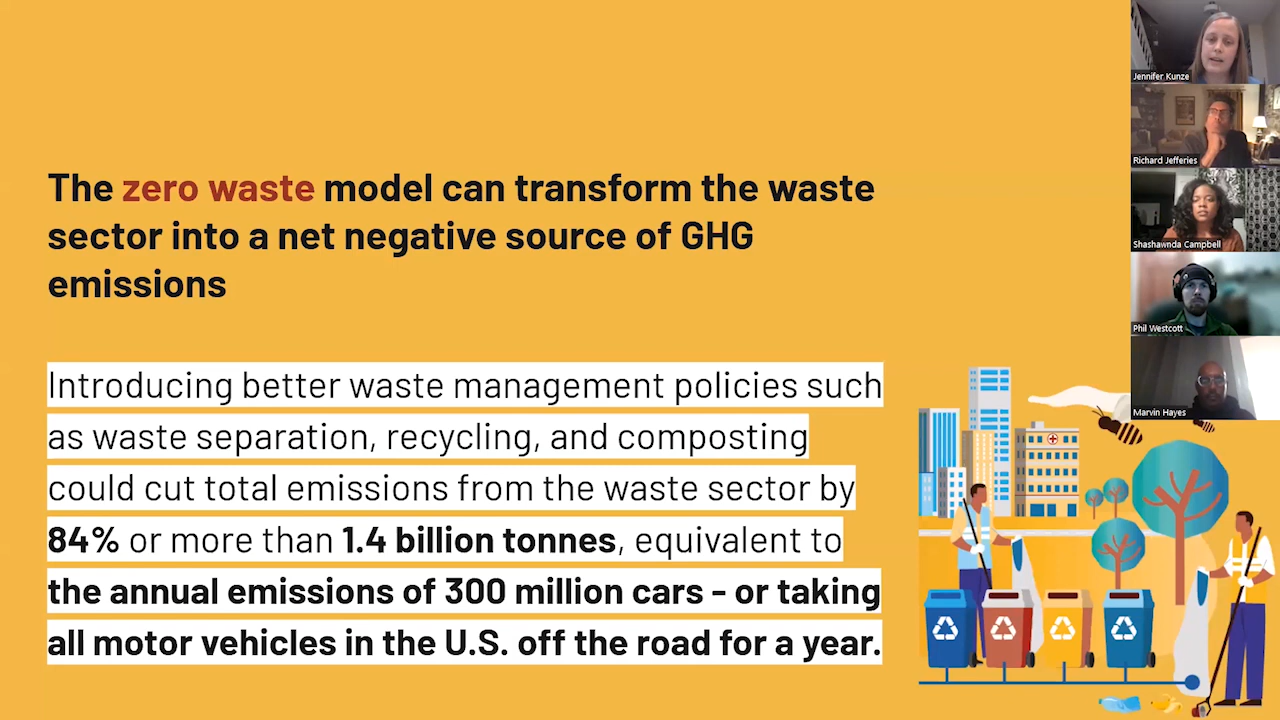 The zero waste model can transform the waste
sector into a net negative source of GHG
emissions
Introducing better waste management policies such
as waste separation, recycling, and composting
could cut total emissions from the waste sector by
84% or more than 1.4 billion tonnes, equivalent to
the annual emissions of 300 million cars - or taking
all motor vehicles in the U.S. off the road for a year.
Jennifer Kunze
Richard Jefferies
Shashawnda Campbell
Phil Westcott
Marvin Hayes